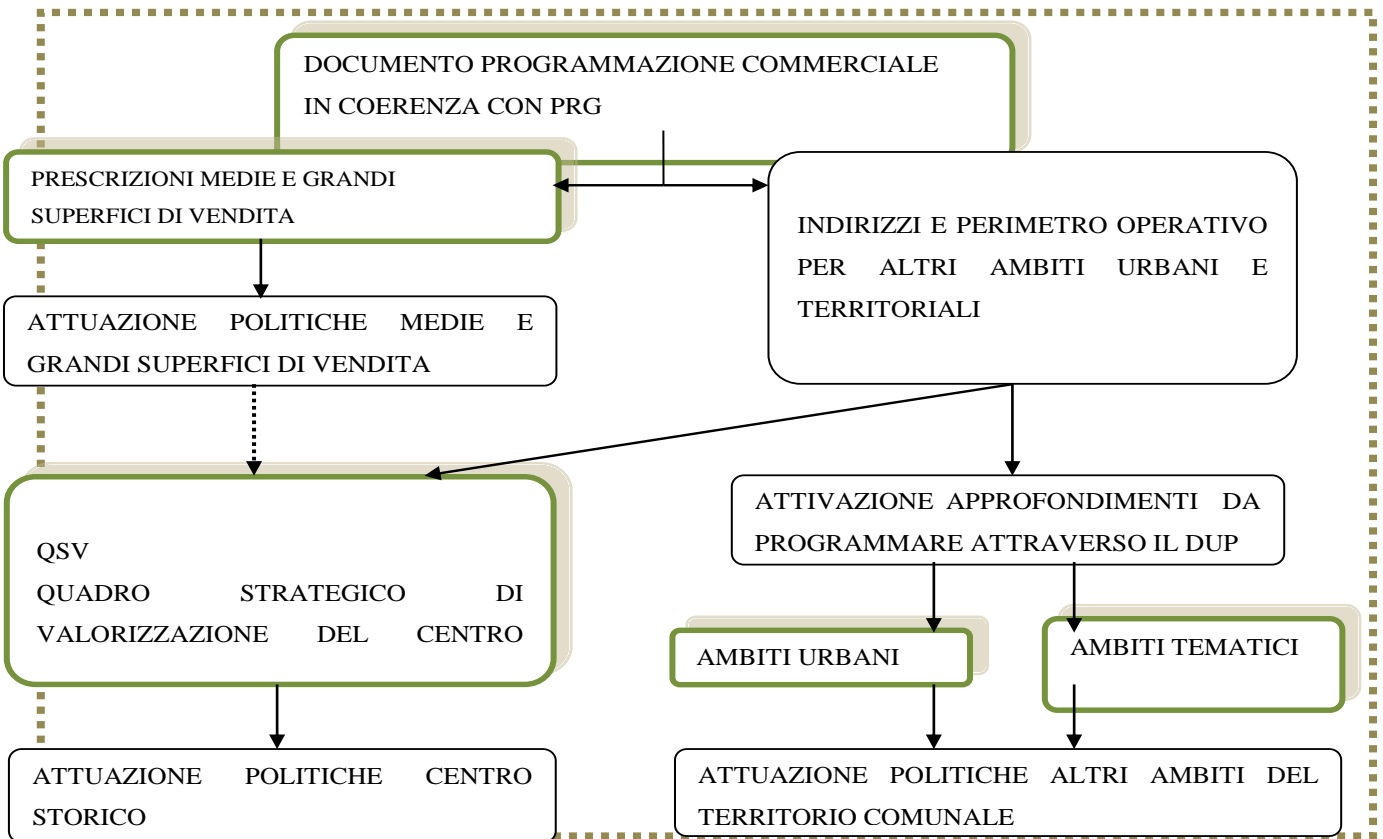 DOCUMENTO PROGRAMMAZIONE COMMERCIALE
IN COERENZA CON PRG
PRESCRIZIONI MEDIE E GRANDI
SUPERFICI DI VENDITA
INDIRIZZI E PERIMETRO OPERATIVO
PER ALTRI AMBITI URBANI E
TERRITORIALI
ATTUAZIONE POLITICHE MEDIE E
GRANDI SUPERFICI DI VENDITA
QSV
QUADRO STRATEGICO DI
VALORIZZAZIONE DEL CENTRO
ATTIVAZIONE APPROFONDIMENTI DA
PROGRAMMARE ATTRAVERSO IL DUP
AMBITI URBANI
AMBITI TEMATICI
ATTUAZIONE POLITICHE CENTRO
STORICO
ATTUAZIONE POLITICHE ALTRI AMBITI DEL
TERRITORIO COMUNALE